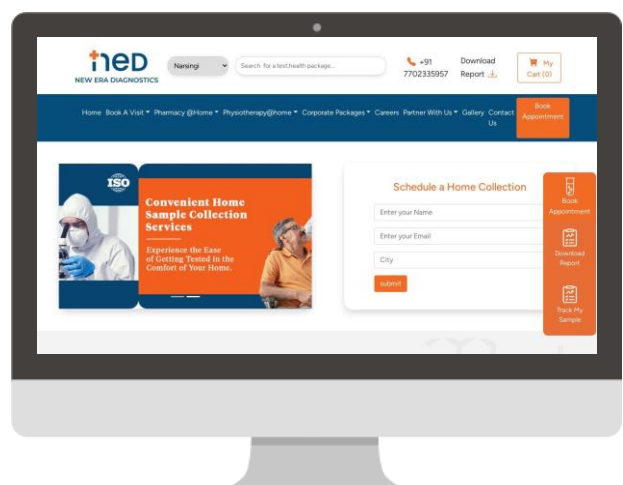 ned
NEW ERA DIAGNOSTICS
Narsingi
Search for a test,health package...
+91
7702335957
Download
Report
My
Cart (0)
Home Book A Visit Pharmacy @Home Physiotherapy@home Corporate Packages Careers Partner With Us Gallery Contact
Us
Book
Appointment
ISO
Convenient Home
Sample Collection
Services
Experience the Ease
of Getting Tested in the
Comfort of Your Home.
Schedule a Home Collection
Enter your Name
Enter your Email
City
submit
Book
Appointment
Download
Report
Track My
Sample